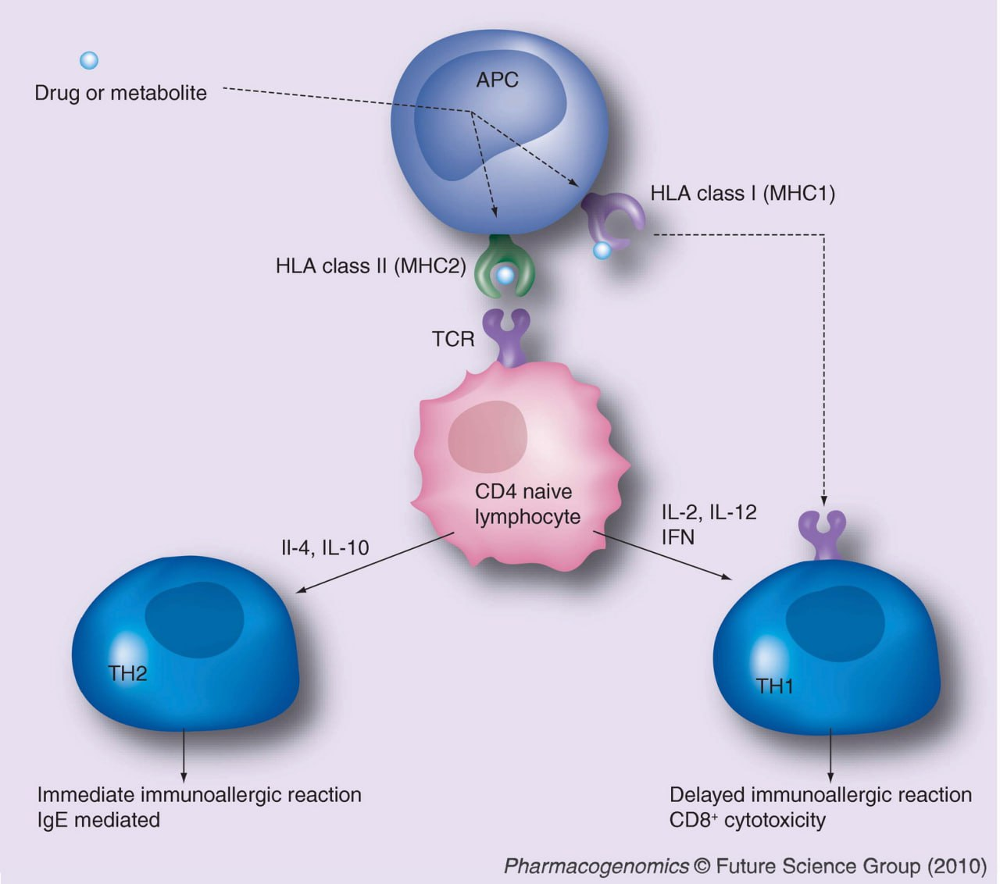 APC
Drug or metabolite
HLA class I (MHC1)
HLA class II (MHC2)
TCR
CD4 naive
lymphocyte
IL-2, IL-12
IFN
Il-4, IL-10
TH2
TH1
Immediate immunoallergic reaction
IgE mediated
Delayed immunoallergic reaction
CD8⁺ cytotoxicity
Pharmacogenomics © Future Science Group (2010)